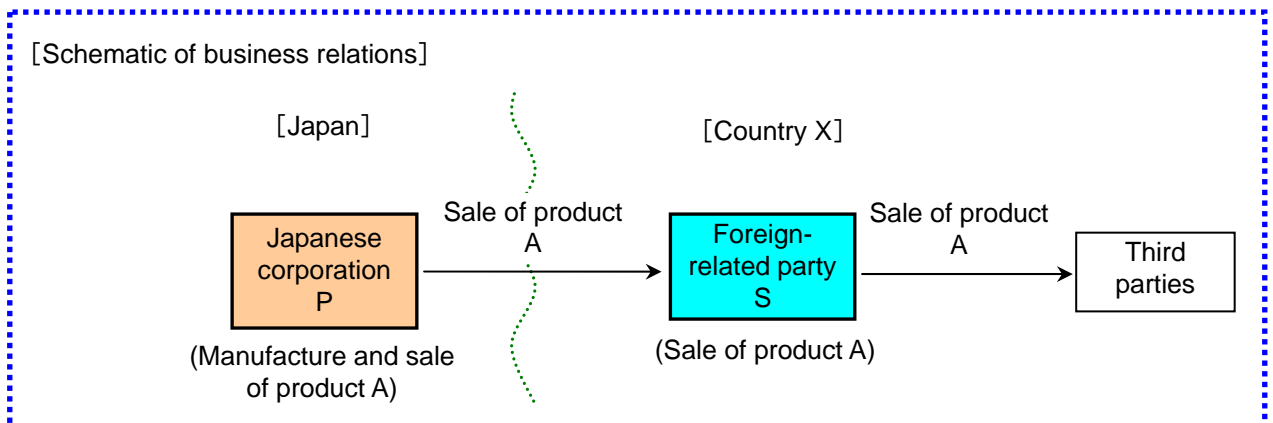 ［Schematic of business relations］
［Japan］
［Country X］
Sale of product
A
Sale of product
A
Japanese
corporation
P
Foreign-
related party
S
Third
parties
(Manufacture and sale
of product A)
(Sale of product A)